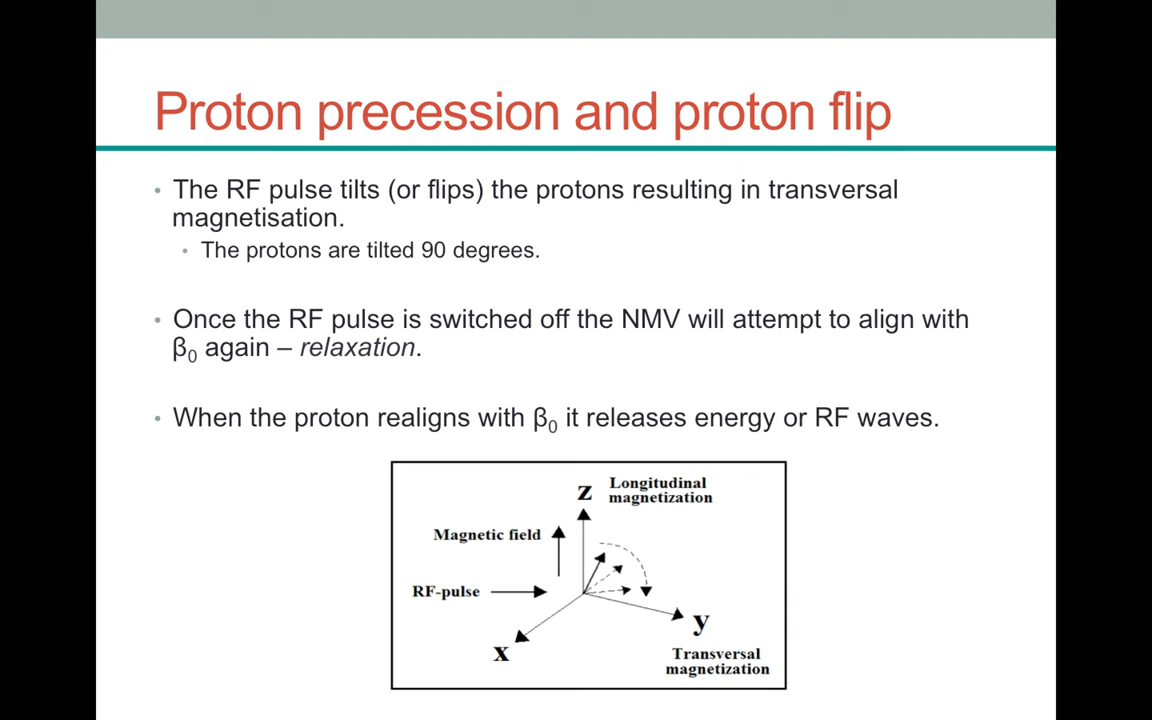 Proton precession and proton flip
• The RF pulse tilts (or flips) the protons resulting in transversal
magnetisation.
• The protons are tilted 90 degrees.
• Once the RF pulse is switched off the NMV will attempt to align with
β₀ again – relaxation.
• When the proton realigns with β₀ it releases energy or RF waves.
Z
Longitudinal
magnetization
Magnetic field
RF-pulse
y
x
Transversal
magnetization